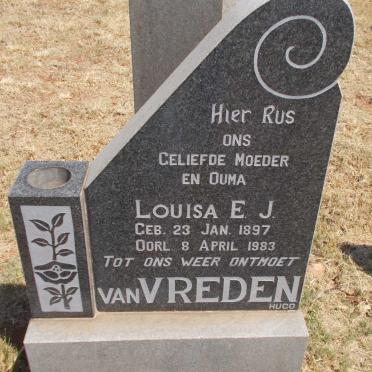 Hier Rus
ONS
GELIEFDE MOEDER
EN OUMA
LOUISA E. J.
GEB. 23 JAN. 1897
OORL 8 APRIL 1983
TOT ONS WEER ONTMOET
VAN VREDEN
HUGO